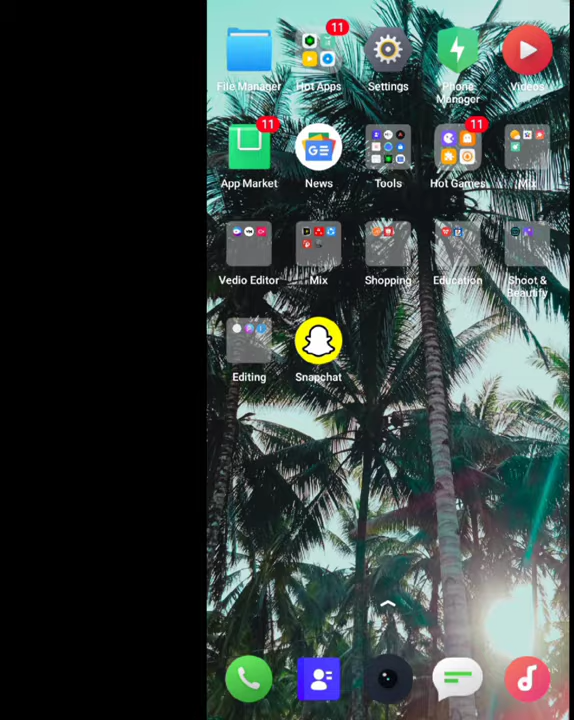 11
File Manager Hot Apps Settings Phone Manager Videos
11 11
GE
App Market News Tools Hot Games Mix
Vedio Editor Mix Shopping Education Shoot & Beautify
Editing Snapchat